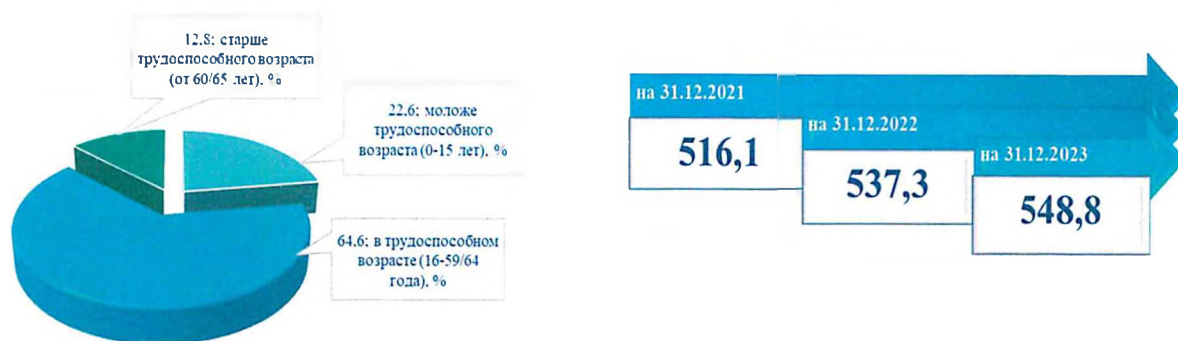 12.8; старше
трудоспособного возраста
(от 60/65 лет). %
22.6; моложе
трудоспособного
возраста (0-15 лет). %
64.6; в трудоспособном
возрасте (16-59/64
года). %
на 31.12.2021
516,1
на 31.12.2022
537,3
на 31.12.2023
548,8